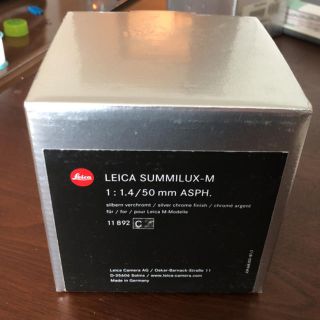 Leica
LEICA SUMMILUX-M
1:1.4/50 mm ASPH.
silbern verchromt / silver chrome finish / chromé argent
für / for / pour Leica M-Modelle
11 892 C
Leica Camera AG / Oskar-Barnack-Straße 11
D-35606 Solms / www.leica-camera.com
Made in Germany